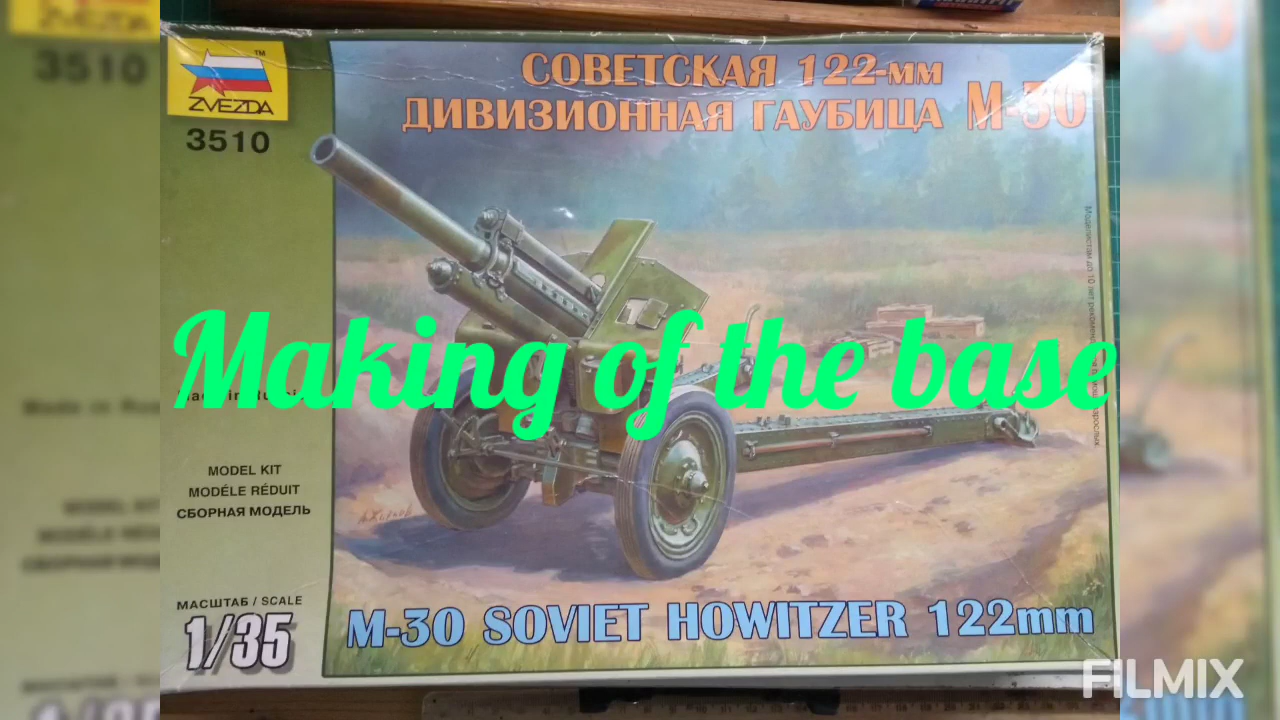 ZVEZDA
TM
3510
СОВЕТСКАЯ 122-мм
ДИВИЗИОННАЯ ГАУБИЦА М-30
Making of the base
MODEL KIT
MODÉLE RÉDUIT
СБОРНАЯ МОДЕЛЬ
МАСШТАБ / SCALE
1/35
M-30 SOVIET HOWITZER 122mm
FILMIX